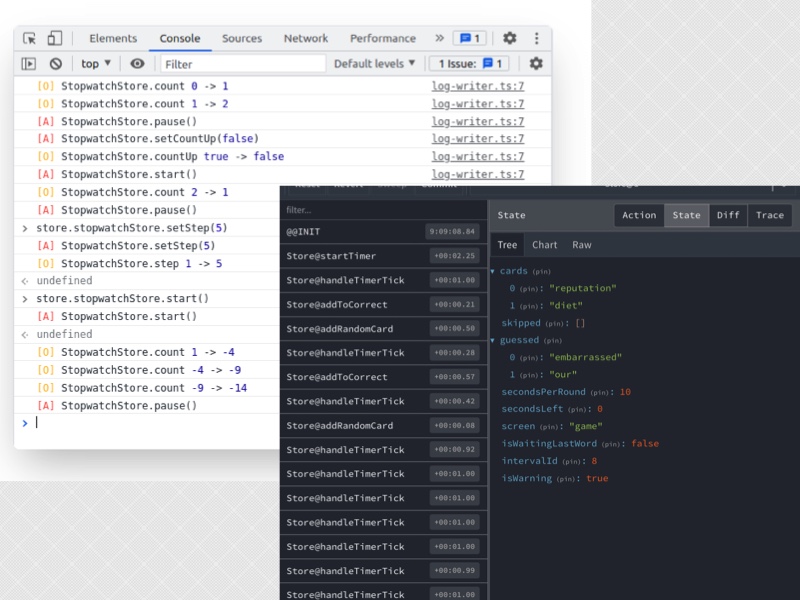 Elements Console Sources Network Performance » 1
top ▼ Filter Default levels ▼ 1 Issue: 1
[O] StopwatchStore.count 0 -> 1 log-writer.ts:7
[O] StopwatchStore.count 1 -> 2 log-writer.ts:7
[A] StopwatchStore.pause() log-writer.ts:7
[A] StopwatchStore.setCountUp(false) log-writer.ts:7
[O] StopwatchStore.countUp true -> false log-writer.ts:7
[A] StopwatchStore.start() log-writer.ts:7
[O] StopwatchStore.count 2 -> 1
[A] StopwatchStore.pause()
> store.stopwatchStore.setStep(5)
[A] StopwatchStore.setStep(5)
[O] StopwatchStore.step 1 -> 5
undefined
> store.stopwatchStore.start()
[A] StopwatchStore.start()
undefined
[O] StopwatchStore.count 1 -> -4
[O] StopwatchStore.count -4 -> -9
[O] StopwatchStore.count -9 -> -14
[A] StopwatchStore.pause()
>
filter...
@@INIT 9:09:08.84
Store@startTimer +00:02.25
Store@handleTimerTick +00:01.00
Store@addToCorrect +00:00.21
Store@addRandomCard +00:00.50
Store@handleTimerTick +00:00.28
Store@addToCorrect +00:00.57
Store@handleTimerTick +00:00.42
Store@addRandomCard +00:00.08
Store@handleTimerTick +00:00.92
Store@handleTimerTick +00:01.00
Store@handleTimerTick +00:01.00
Store@handleTimerTick +00:01.00
Store@handleTimerTick +00:01.00
Store@handleTimerTick +00:00.99
Store@handleTimerTick +00:01.00
State Action State Diff Trace
Tree Chart Raw
▼ cards (pin)
0 (pin): "reputation"
1 (pin): "diet"
skipped (pin): []
▼ guessed (pin)
0 (pin): "embarrassed"
1 (pin): "our"
secondsPerRound (pin): 10
secondsLeft (pin): 0
screen (pin): "game"
isWaitingLastWord (pin): false
intervalId (pin): 8
isWarning (pin): true